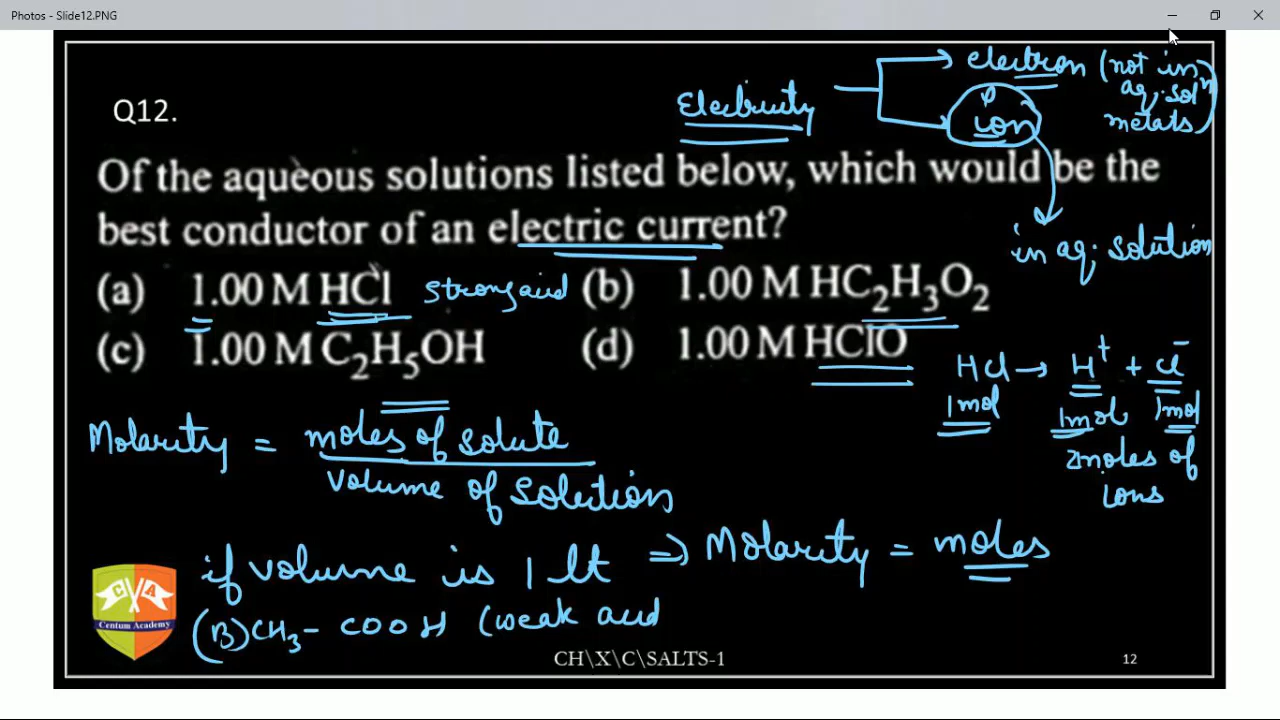 Photos - Slide12.PNG
Q12.
Electricity
electron (not in aq. solⁿ metals)
ion
in aq. solution
Of the aqueous solutions listed below, which would be the
best conductor of an electric current?
(a) 1.00 M HCl strong acid (b) 1.00 M HC₂H₃O₂
(c) 1.00 M C₂H₅OH (d) 1.00 M HClO
HCl → H⁺ + Cl⁻
1mol 1mol 1mol
2moles of
ions
Molarity = moles of solute
volume of solution
if volume is 1 lt ⇒ Molarity = moles
(B) CH₃- COOH (weak acid
C A
Centum Academy
CH\X\C\SALTS-1
12